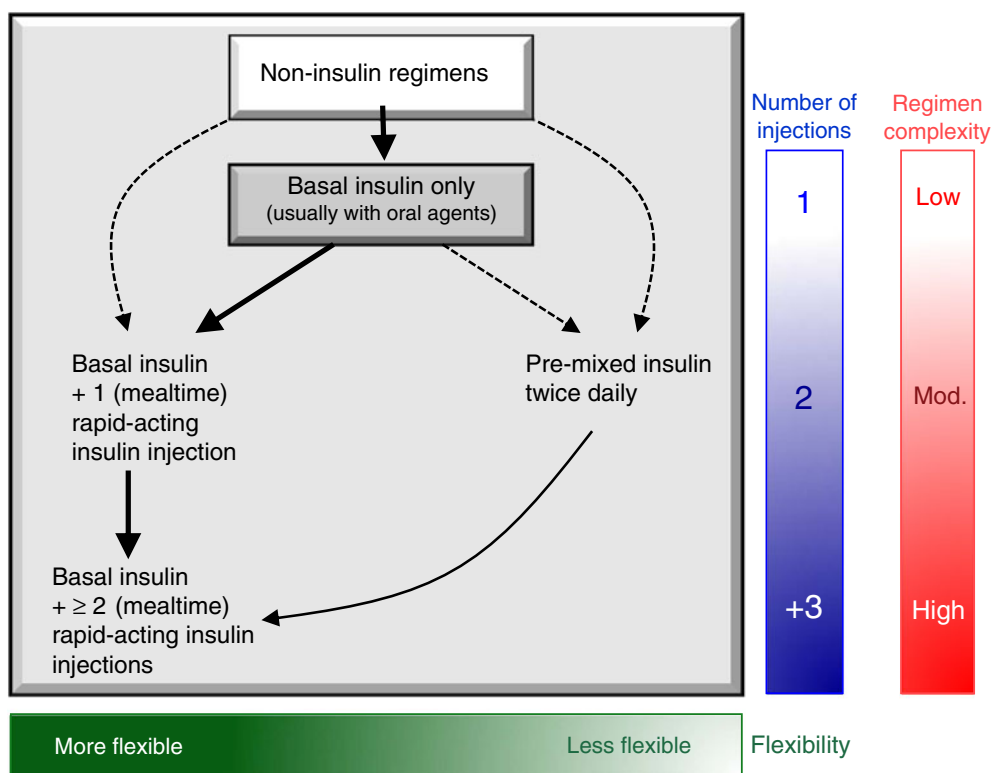 Non-insulin regimens
Basal insulin only
(usually with oral agents)
Basal insulin
+ 1 (mealtime)
rapid-acting
insulin injection
Pre-mixed insulin
twice daily
Basal insulin
+ ≥ 2 (mealtime)
rapid-acting insulin
injections
Number of
injections
1
2
+3
Regimen
complexity
Low
Mod.
High
More flexible
Less flexible
Flexibility